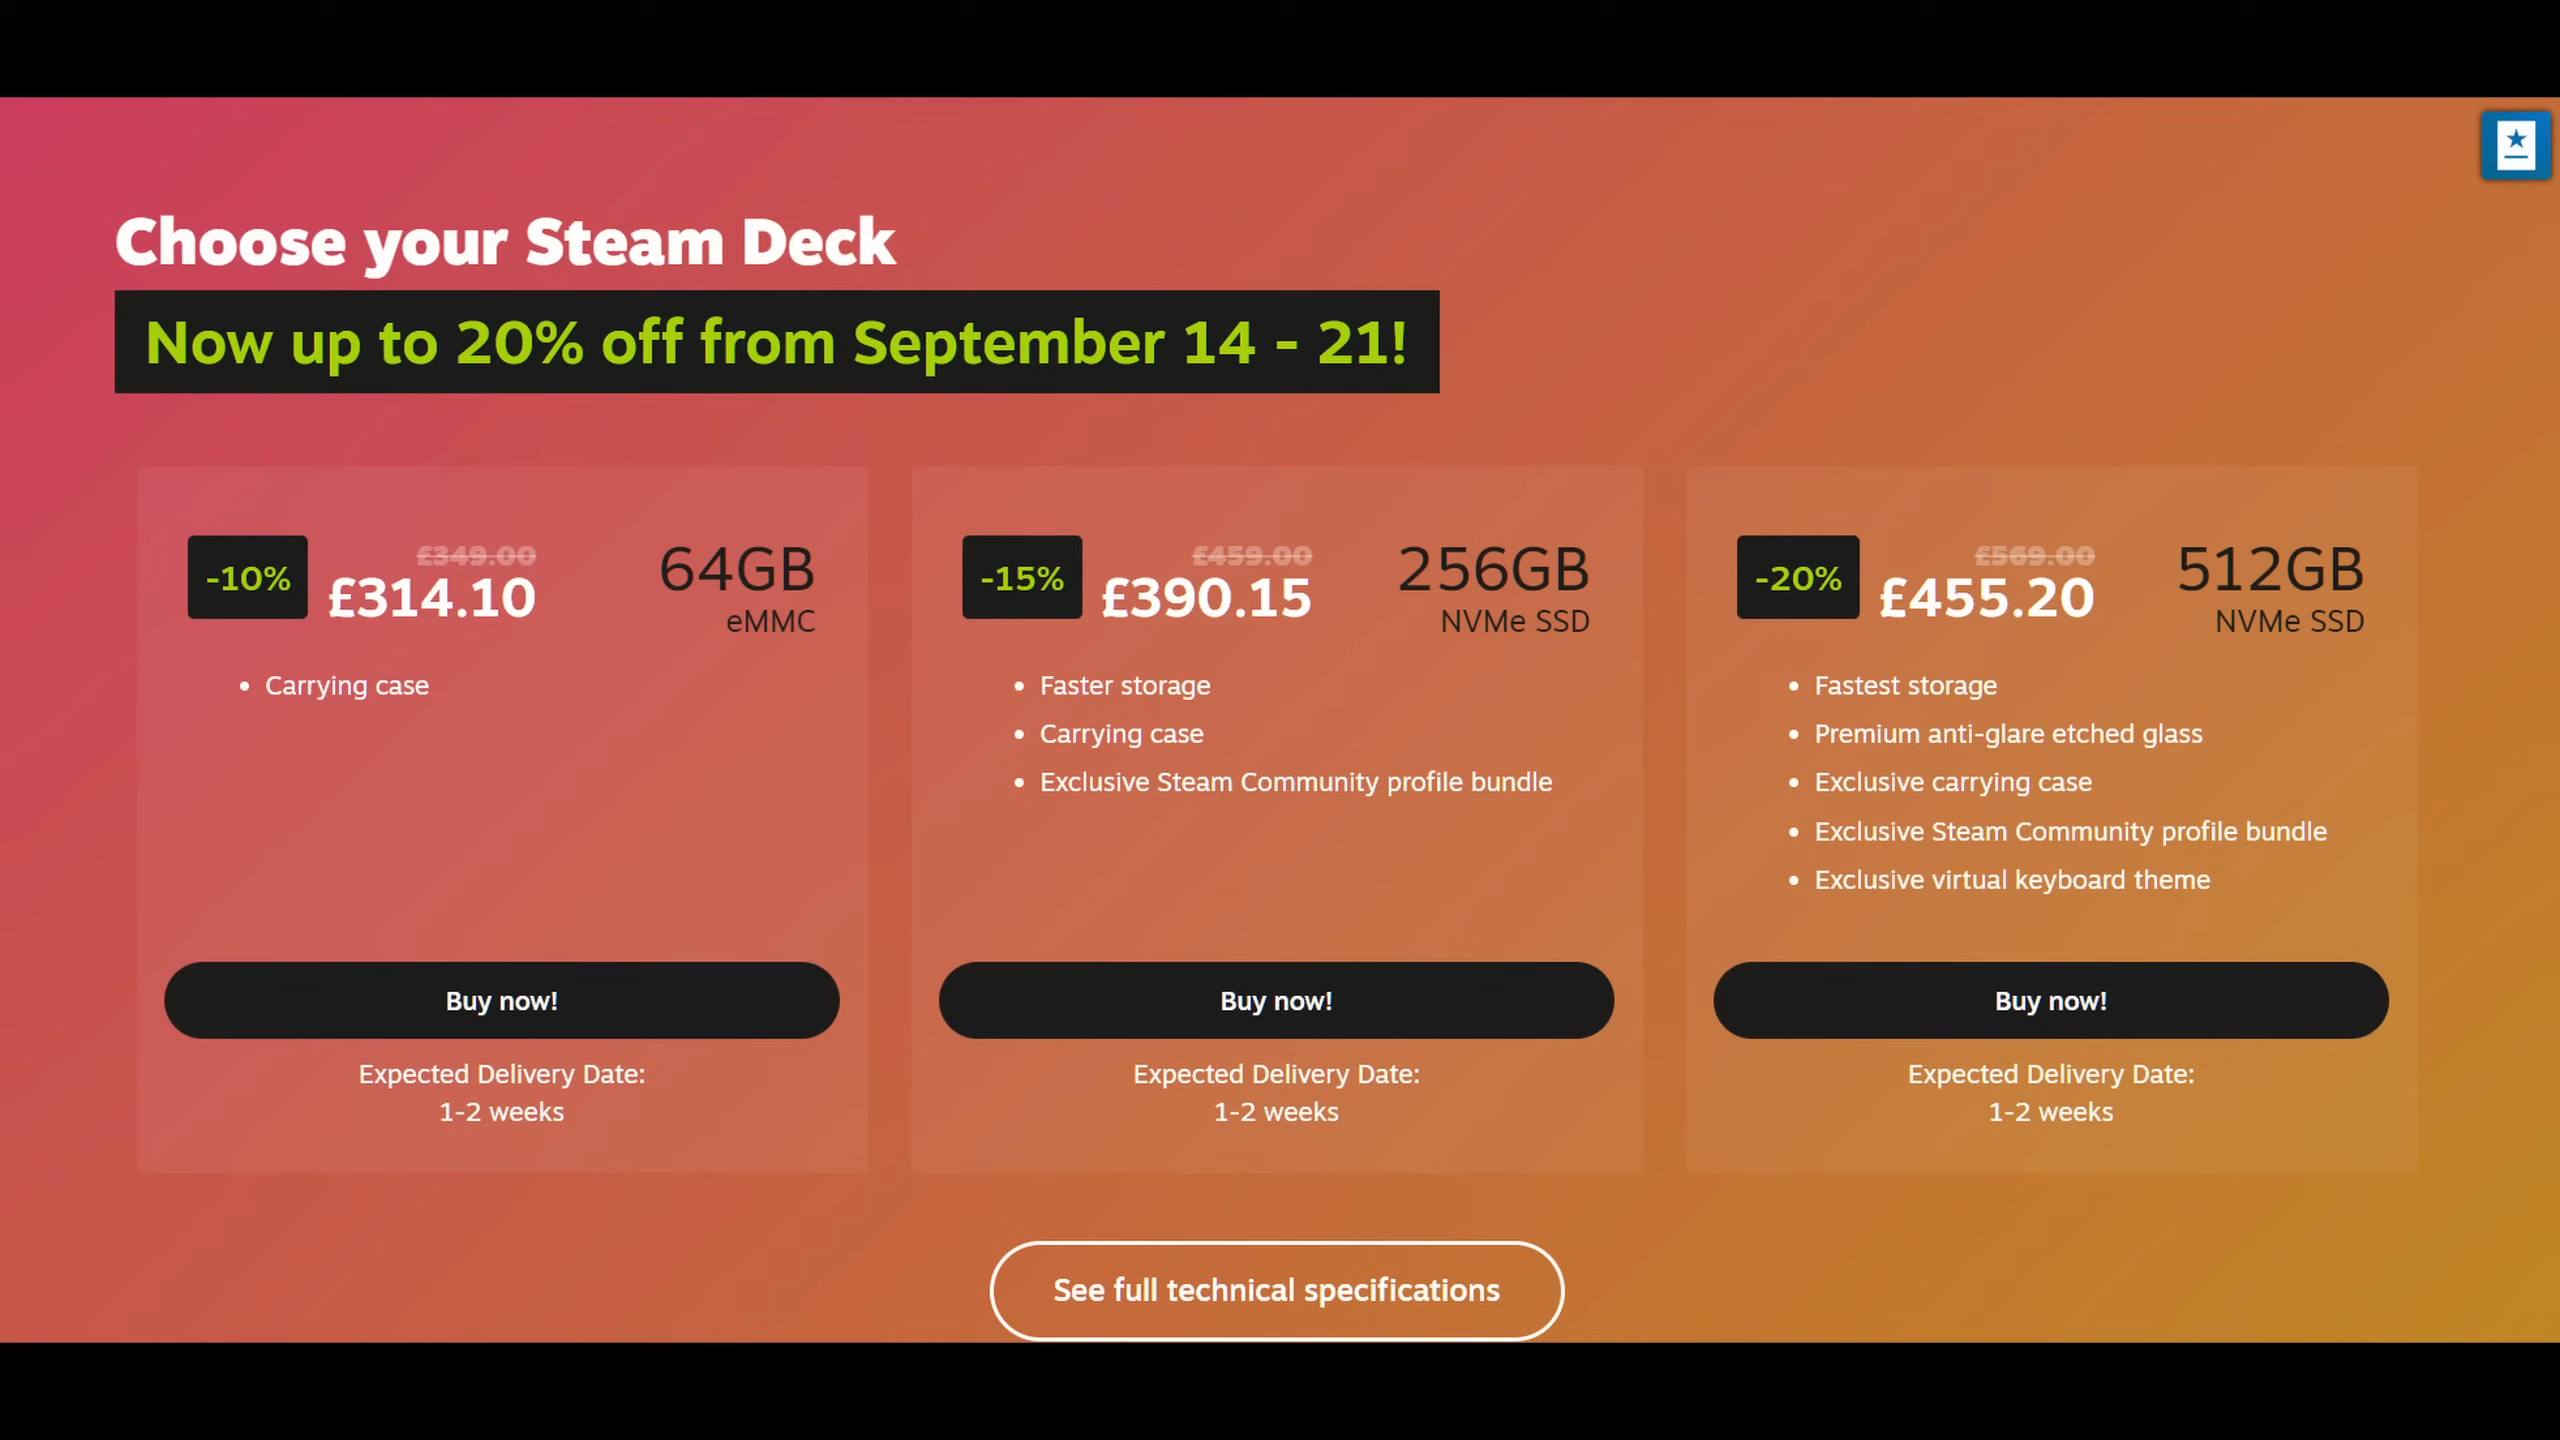 Choose your Steam Deck
Now up to 20% off from September 14 - 21!
-10%
£349.00
£314.10
64GB
eMMC
• Carrying case
Buy now!
Expected Delivery Date:
1-2 weeks
-15%
£459.00
£390.15
256GB
NVMe SSD
• Faster storage
• Carrying case
• Exclusive Steam Community profile bundle
Buy now!
Expected Delivery Date:
1-2 weeks
-20%
£569.00
£455.20
512GB
NVMe SSD
• Fastest storage
• Premium anti-glare etched glass
• Exclusive carrying case
• Exclusive Steam Community profile bundle
• Exclusive virtual keyboard theme
Buy now!
Expected Delivery Date:
1-2 weeks
See full technical specifications